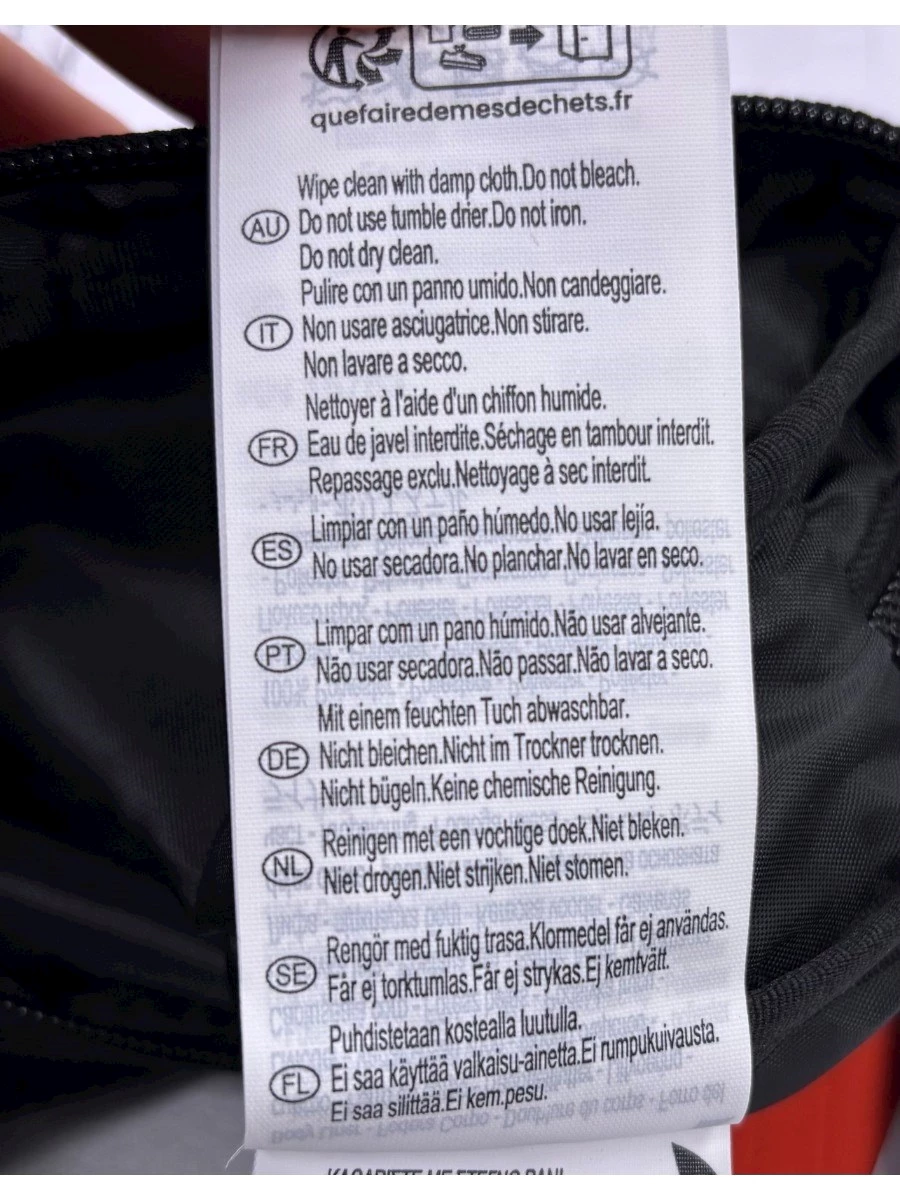 quefairedemesdechets.fr
Wipe clean with damp cloth.Do not bleach.
AU Do not use tumble drier.Do not iron.
Do not dry clean.
Pulire con un panno umido.Non candeggiare.
IT Non usare asciugatrice.Non stirare.
Non lavare a secco.
Nettoyer à l'aide d'un chiffon humide.
FR Eau de javel interdite.Séchage en tambour interdit.
Repassage exclu.Nettoyage à sec interdit.
Limpiar con un paño húmedo.No usar lejía.
ES No usar secadora.No planchar.No lavar en seco.
Limpar com um pano húmido.Não usar alvejante.
PT Não usar secadora.Não passar.Não lavar a seco.
Mit einem feuchten Tuch abwaschbar.
DE Nicht bleichen.Nicht im Trockner trocknen.
Nicht bügeln.Keine chemische Reinigung.
Reinigen met een vochtige doek.Niet bleken.
NL Niet drogen.Niet strijken.Niet stomen.
Rengör med fuktig trasa.Klormedel får ej användas.
SE Får ej torktumlas.Får ej strykas.Ej kemtvätt.
Puhdistetaan kostealla luutulla.
FL Ei saa käyttää valkaisu-ainetta.Ei rumpukuivausta.
Ei saa silittää.Ei kem.pesu.